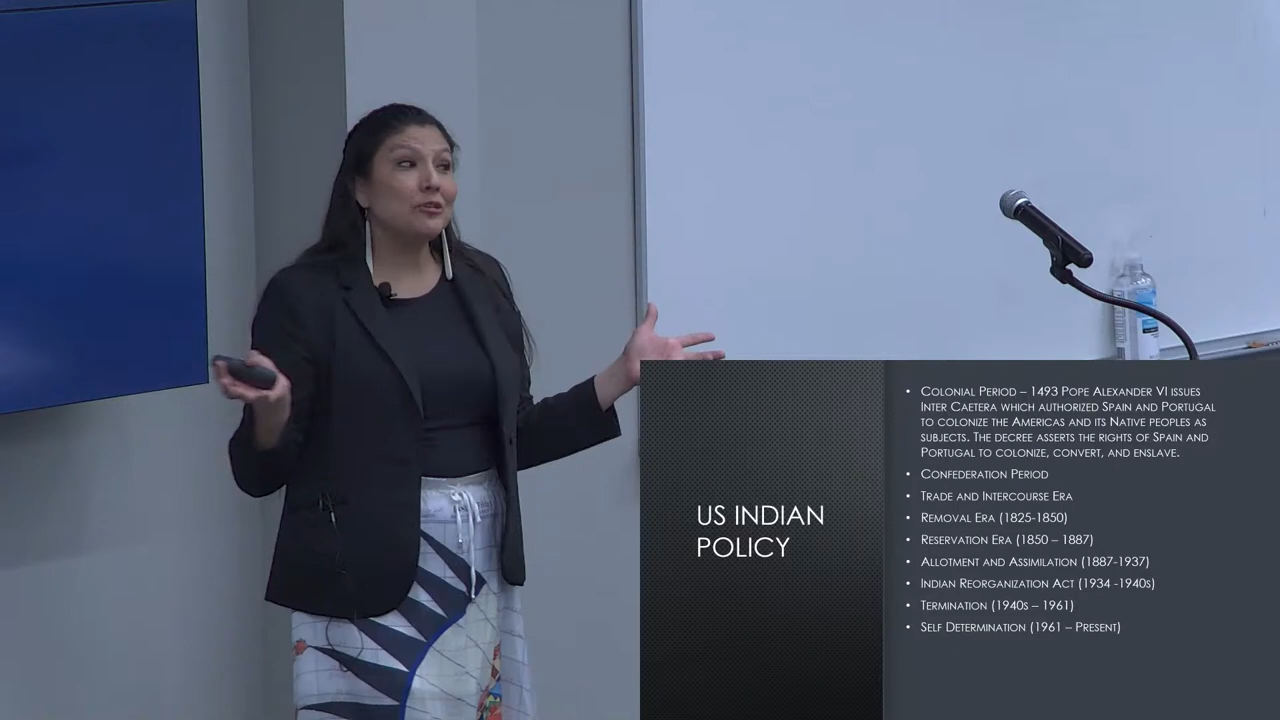 US INDIAN
POLICY
• COLONIAL PERIOD – 1493 POPE ALEXANDER VI ISSUES
INTER CAETERA WHICH AUTHORIZED SPAIN AND PORTUGAL
TO COLONIZE THE AMERICAS AND ITS NATIVE PEOPLES AS
SUBJECTS. THE DECREE ASSERTS THE RIGHTS OF SPAIN AND
PORTUGAL TO COLONIZE, CONVERT, AND ENSLAVE.
• CONFEDERATION PERIOD
• TRADE AND INTERCOURSE ERA
• REMOVAL ERA (1825-1850)
• RESERVATION ERA (1850 – 1887)
• ALLOTMENT AND ASSIMILATION (1887-1937)
• INDIAN REORGANIZATION ACT (1934 -1940S)
• TERMINATION (1940S – 1961)
• SELF DETERMINATION (1961 – PRESENT)